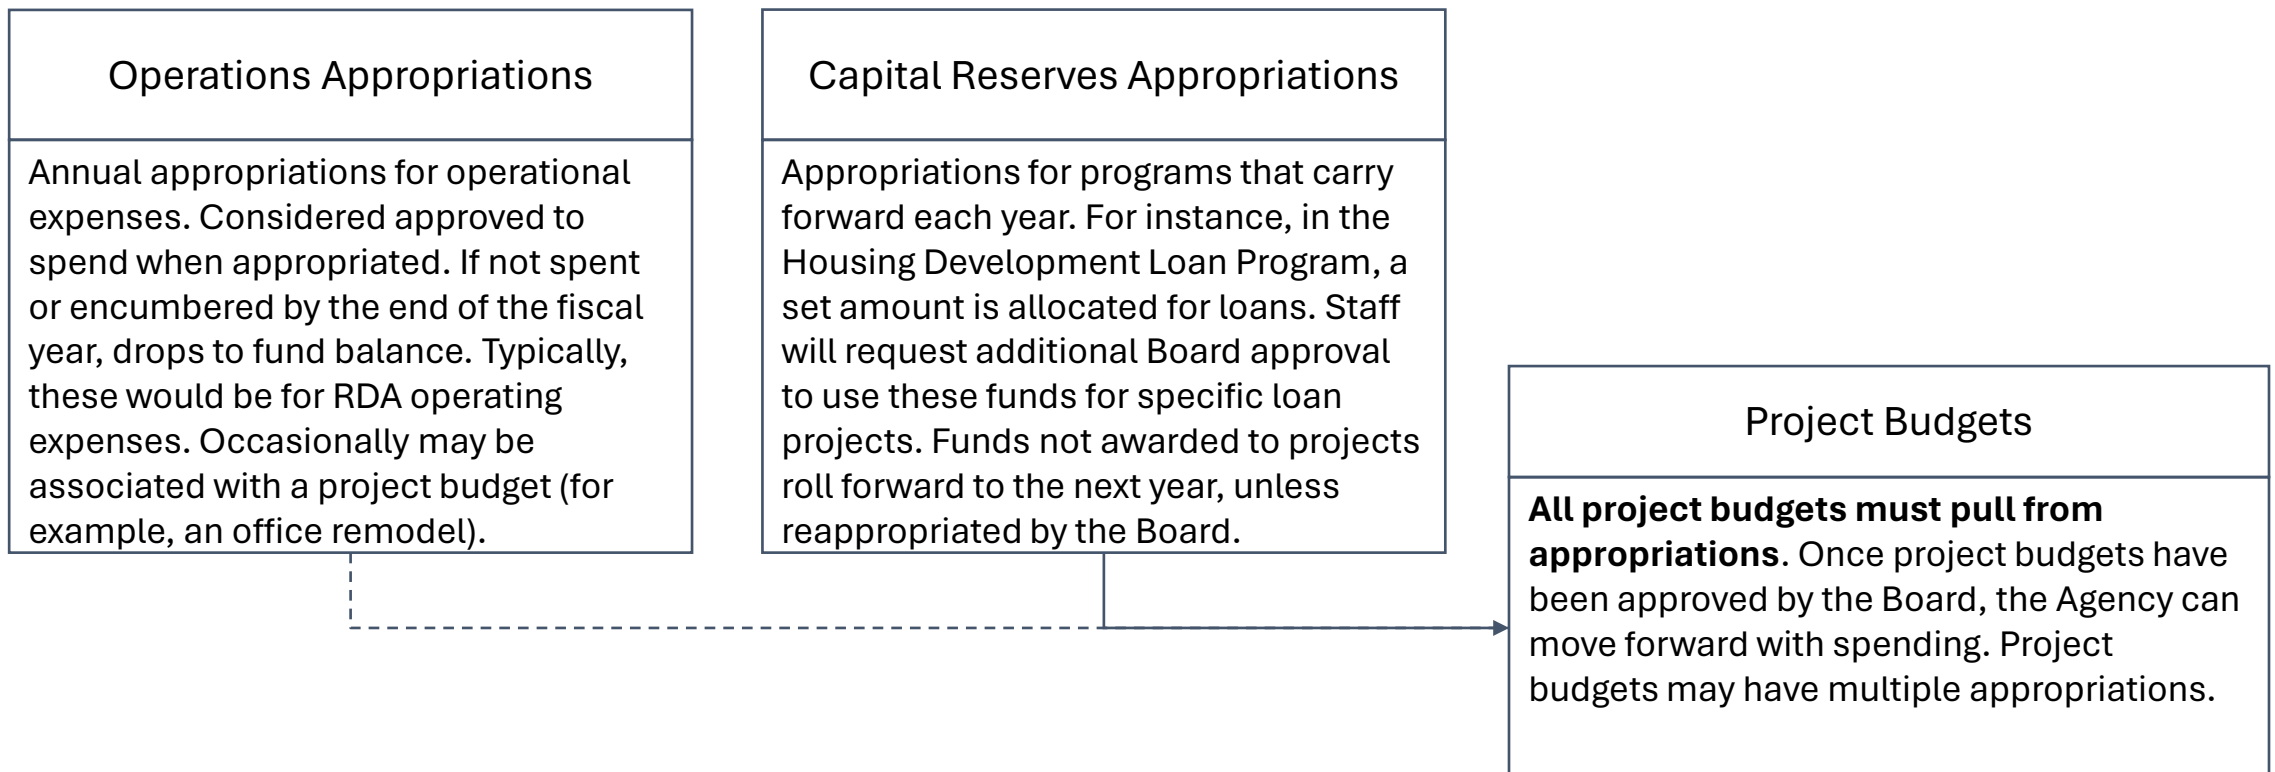 Operations Appropriations
Annual appropriations for operational
expenses. Considered approved to
spend when appropriated. If not spent
or encumbered by the end of the fiscal
year, drops to fund balance. Typically,
these would be for RDA operating
expenses. Occasionally may be
associated with a project budget (for
example, an office remodel).
Capital Reserves Appropriations
Appropriations for programs that carry
forward each year. For instance, in the
Housing Development Loan Program, a
set amount is allocated for loans. Staff
will request additional Board approval
to use these funds for specific loan
projects. Funds not awarded to projects
roll forward to the next year, unless
reappropriated by the Board.
Project Budgets
All project budgets must pull from
appropriations. Once project budgets have
been approved by the Board, the Agency can
move forward with spending. Project
budgets may have multiple appropriations.